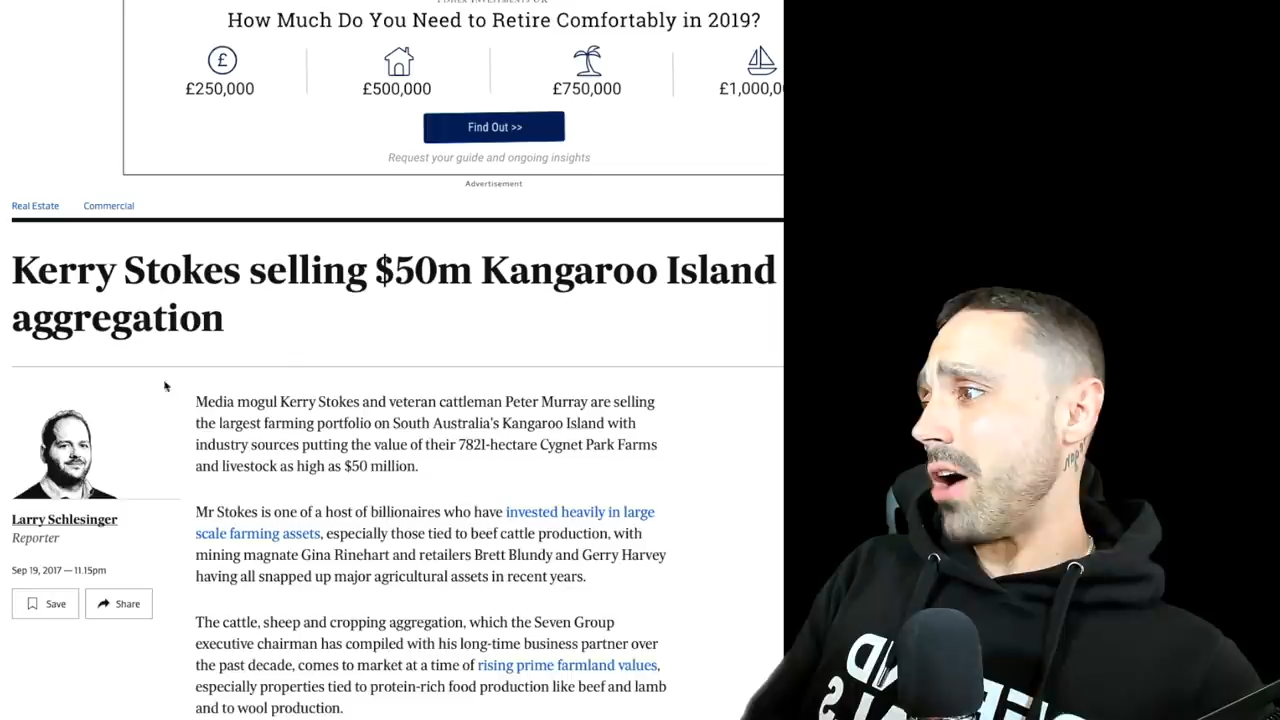 How Much Do You Need to Retire Comfortably in 2019?
£
£250,000 £500,000 £750,000
Find Out >>
Request your guide and ongoing insights
Advertisement
Real Estate Commercial
Kerry Stokes selling $50m Kangaroo Island
aggregation
Media mogul Kerry Stokes and veteran cattleman Peter Murray are selling
the largest farming portfolio on South Australia's Kangaroo Island with
industry sources putting the value of their 7821-hectare Cygnet Park Farms
and livestock as high as $50 million.
Larry Schlesinger
Reporter
Sep 19, 2017 — 11.15pm
Save Share
Mr Stokes is one of a host of billionaires who have invested heavily in large
scale farming assets, especially those tied to beef cattle production, with
mining magnate Gina Rinehart and retailers Brett Blundy and Gerry Harvey
having all snapped up major agricultural assets in recent years.
The cattle, sheep and cropping aggregation, which the Seven Group
executive chairman has compiled with his long-time business partner over
the past decade, comes to market at a time of rising prime farmland values,
especially properties tied to protein-rich food production like beef and lamb
and to wool production.